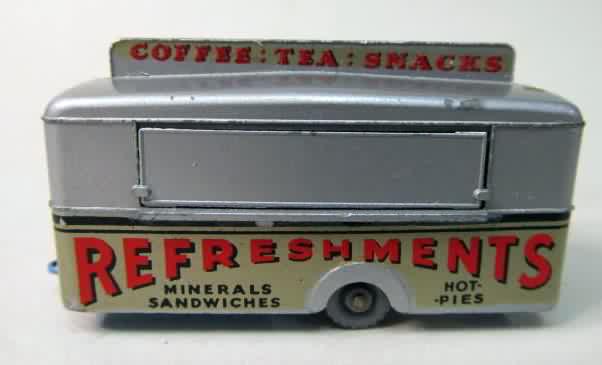 COFFEE : TEA : SNACKS
REFRESHMENTS
MINERALS
SANDWICHES
HOT-
-PIES